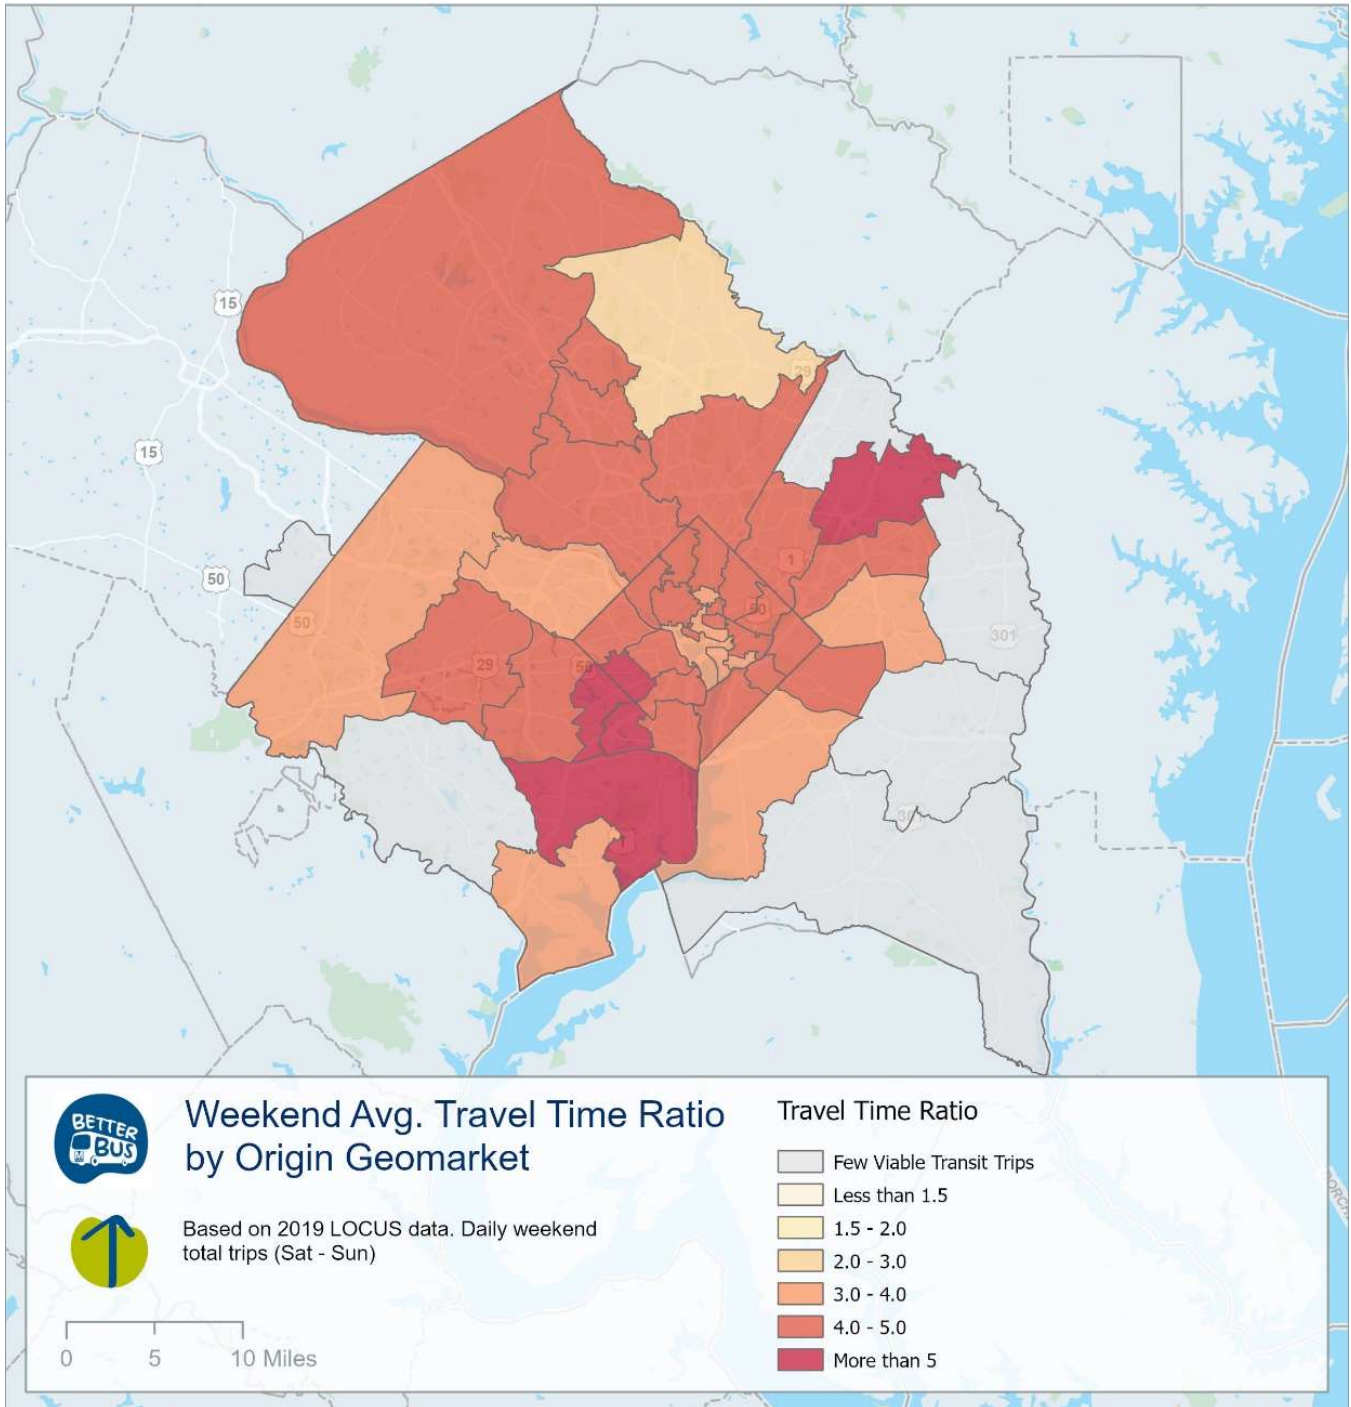 15
29
15
1
50
50
50
301
29
50
301
1
BETTER
BUS
M
Weekend Avg. Travel Time Ratio
by Origin Geomarket
Based on 2019 LOCUS data. Daily weekend
total trips (Sat - Sun)
0 5 10 Miles
Travel Time Ratio
Few Viable Transit Trips
Less than 1.5
1.5 - 2.0
2.0 - 3.0
3.0 - 4.0
4.0 - 5.0
More than 5